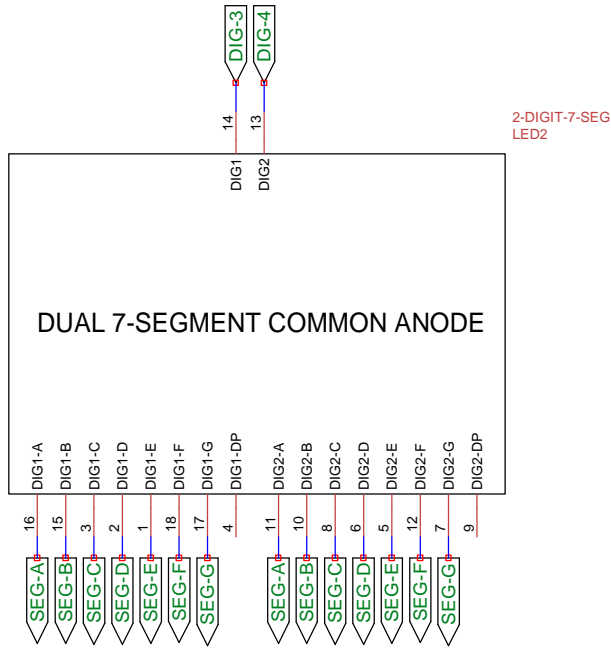 DIG-3
DIG-4
14
13
2-DIGIT-7-SEG
LED2
DIG1
DIG2
DUAL 7-SEGMENT COMMON ANODE
DIG1-A
DIG1-B
DIG1-C
DIG1-D
DIG1-E
DIG1-F
DIG1-G
DIG1-DP
DIG2-A
DIG2-B
DIG2-C
DIG2-D
DIG2-E
DIG2-F
DIG2-G
DIG2-DP
16
15
3
2
1
18
17
4
11
10
8
6
5
12
7
9
SEG-A
SEG-B
SEG-C
SEG-D
SEG-E
SEG-F
SEG-G
SEG-A
SEG-B
SEG-C
SEG-D
SEG-E
SEG-F
SEG-G